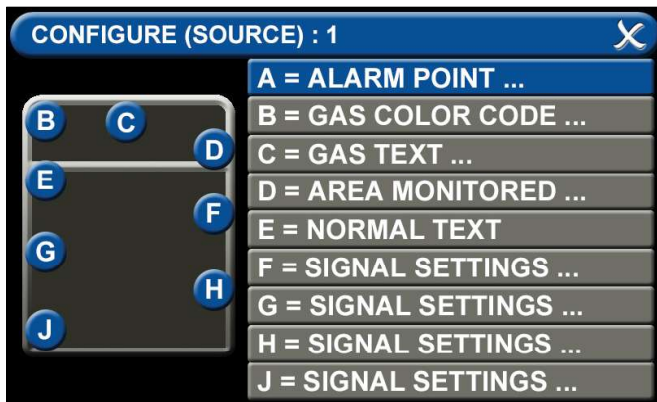 CONFIGURE (SOURCE) : 1
A = ALARM POINT ...
B = GAS COLOR CODE ...
C = GAS TEXT ...
D = AREA MONITORED ...
E = NORMAL TEXT
F = SIGNAL SETTINGS ...
G = SIGNAL SETTINGS ...
H = SIGNAL SETTINGS ...
J = SIGNAL SETTINGS ...
B
C
D
E
F
G
H
J